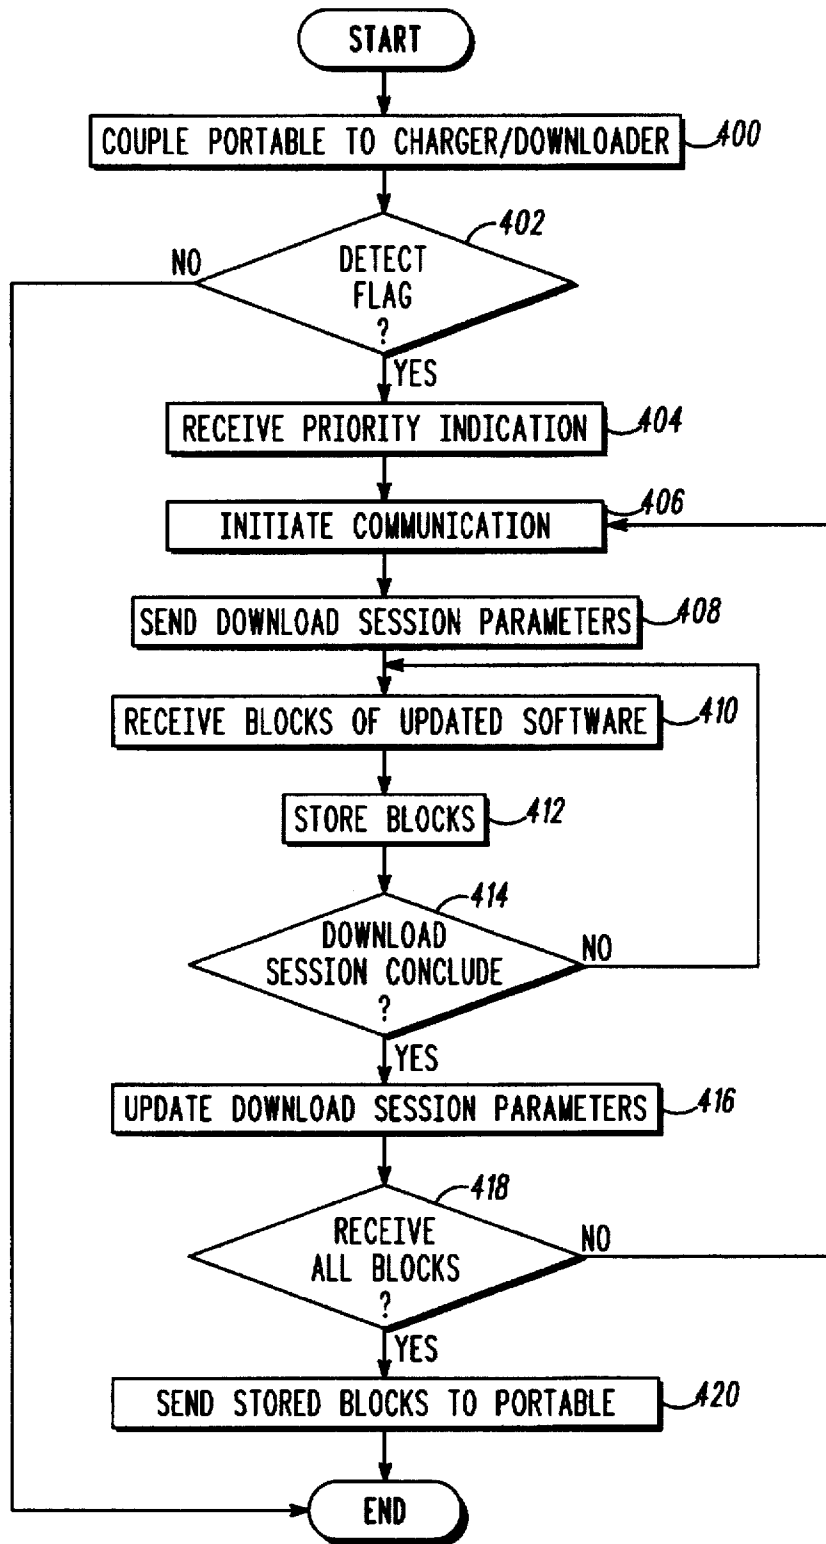 START
COUPLE PORTABLE TO CHARGER/DOWNLOADER
400
402
NO
DETECT
FLAG
?
YES
RECEIVE PRIORITY INDICATION
404
INITIATE COMMUNICATION
406
SEND DOWNLOAD SESSION PARAMETERS
408
RECEIVE BLOCKS OF UPDATED SOFTWARE
410
STORE BLOCKS
412
414
DOWNLOAD
SESSION CONCLUDE
?
NO
YES
UPDATE DOWNLOAD SESSION PARAMETERS
416
418
RECEIVE
ALL BLOCKS
?
NO
YES
SEND STORED BLOCKS TO PORTABLE
420
END